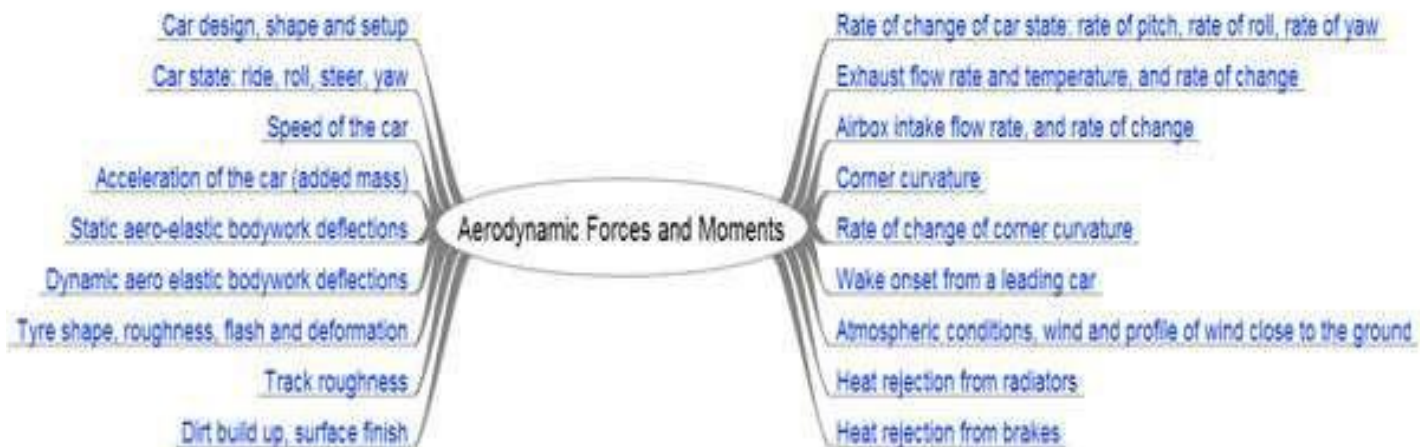 Car design, shape and setup
Car state: ride, roll, steer, yaw
Speed of the car
Acceleration of the car (added mass)
Static aero-elastic bodywork deflections
Dynamic aero elastic bodywork deflections
Tyre shape, roughness, flash and deformation
Track roughness
Dirt build up, surface finish
Aerodynamic Forces and Moments
Rate of change of car state: rate of pitch, rate of roll, rate of yaw
Exhaust flow rate and temperature, and rate of change
Airbox intake flow rate, and rate of change
Corner curvature
Rate of change of corner curvature
Wake onset from a leading car
Atmospheric conditions, wind and profile of wind close to the ground
Heat rejection from radiators
Heat rejection from brakes